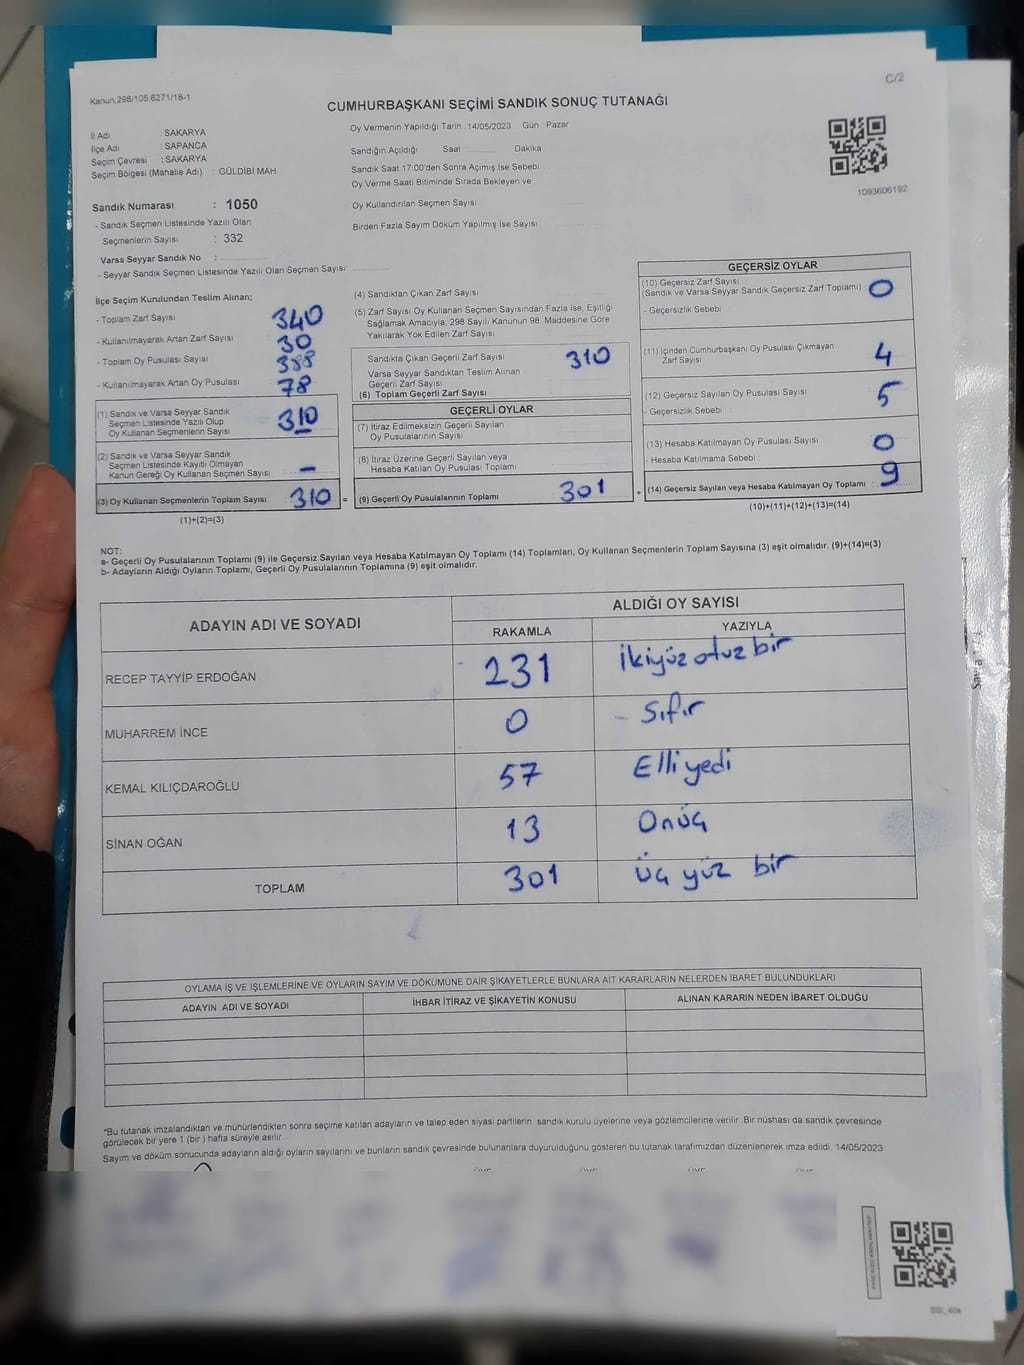 C/2
Kanun,298/105;6271/18-1
CUMHURBAŞKANI SEÇİMİ SANDIK SONUÇ TUTANAĞI
İl Adı : SAKARYA
İlçe Adı : SAPANCA
Seçim Çevresi : SAKARYA
Seçim Bölgesi (Mahalle Adı) : GÜLDİBİ MAH.
Oy Vermenin Yapıldığı Tarih : 14/05/2023 Gün : Pazar
Sandığın Açıldığı Saat Dakika
Sandık Saat 17:00'den Sonra Açımış İse Sebebi
Oy Verme Saati Bitiminde Sırada Bekleyen ve
Oy Kullandırılan Seçmen Sayısı
Birden Fazla Sayım Döküm Yapılmış İse Sayısı
1093606192
Sandık Numarası : 1050
- Sandık Seçmen Listesinde Yazılı Olan
Seçmenlerin Sayısı : 332
Varsa Seyyar Sandık No :
- Seyyar Sandık Seçmen Listesinde Yazılı Olan Seçmen Sayısı:
İlçe Seçim Kurulundan Teslim Alınan;
- Toplam Zarf Sayısı 340
- Kullanılmayarak Artan Zarf Sayısı 30
- Toplam Oy Pusulası Sayısı 388
- Kullanılmayarak Artan Oy Pusulası 78
(1) Sandık ve Varsa Seyyar Sandık
Seçmen Listesinde Yazılı Olup
Oy Kullanan Seçmenlerin Sayısı 310
(2) Sandık ve Varsa Seyyar Sandık
Seçmen Listesinde Kayıtlı Olmayan
Kanun Gereği Oy Kullanan Seçmen Sayısı -
(3) Oy Kullanan Seçmenlerin Toplam Sayısı 310 =
(1)+(2)=(3)
(4) Sandıktan Çıkan Zarf Sayısı
(5) Zarf Sayısı Oy Kullanan Seçmen Sayısından Fazla İse, Eşitliği
Sağlamak Amacıyla, 298 Sayılı Kanunun 98. Maddesine Göre
Yakılarak Yok Edilen Zarf Sayısı
Sandıkta Çıkan Geçerli Zarf Sayısı 310
Varsa Seyyar Sandıktan Teslim Alınan
Geçerli Zarf Sayısı
(6) Toplam Geçerli Zarf Sayısı
GEÇERLİ OYLAR
(7) İtiraz Edilmeksizin Geçerli Sayılan
Oy Pusulalarının Sayısı
(8) İtiraz Üzerine Geçerli Sayılan veya
Hesaba Katılan Oy Pusulası Toplamı
(9) Geçerli Oy Pusulalarının Toplamı 301 +
GEÇERSİZ OYLAR
(10) Geçersiz Zarf Sayısı
(Sandık ve Varsa Seyyar Sandık Geçersiz Zarf Toplamı) : 0
- Geçersizlik Sebebi
(11) İçinden Cumhurbaşkanı Oy Pusulası Çıkmayan
Zarf Sayısı 4
(12) Geçersiz Sayılan Oy Pusulası Sayısı 5
- Geçersizlik Sebebi :
(13) Hesaba Katılmayan Oy Pusulası Sayısı 0
- Hesaba Katılmama Sebebi :
(14) Geçersiz Sayılan veya Hesaba Katılmayan Oy Toplamı : 9
(10)+(11)+(12)+(13)=(14)
NOT:
a- Geçerli Oy Pusulalarının Toplamı (9) ile Geçersiz Sayılan veya Hesaba Katılmayan Oy Toplamı (14) Toplamları, Oy Kullanan Seçmenlerin Toplam Sayısına (3) eşit olmalıdır. (9)+(14)=(3)
b- Adayların Aldığı Oyların Toplamı, Geçerli Oy Pusulalarının Toplamına (9) eşit olmalıdır.
ADAYIN ADI VE SOYADI
ALDIĞI OY SAYISI
RAKAMLA YAZIYLA
RECEP TAYYİP ERDOĞAN 231 İkiyüz otuz bir
MUHARREM İNCE 0 - Sıfır
KEMAL KILIÇDAROĞLU 57 Elli yedi
SİNAN OĞAN 13 Onüç
TOPLAM 301 üç yüz bir
OYLAMA İŞ VE İŞLEMLERİNE VE OYLARIN SAYIM VE DÖKÜMÜNE DAİR ŞİKAYETLERLE BUNLARA AİT KARARLARIN NELERDEN İBARET BULUNDUKLARI
ADAYIN ADI VE SOYADI İHBAR İTİRAZ VE ŞİKAYETİN KONUSU ALINAN KARARIN NEDEN İBARET OLDUĞU
*Bu tutanak imzalandıktan ve mühürlendikten sonra seçime katılan adayların ve talep eden siyasi partilerin sandık kurulu üyelerine veya gözlemcilerine verilir. Bir nüshası da sandık çevresinde
görülecek bir yere 1 (bir) hafta süreyle asılır.
Sayım ve döküm sonucunda adayların aldığı oyların sayılarını ve bunların sandık çevresinde bulunanlara duyurulduğunu gösteren bu tutanak tarafımızdan düzenlenerek imza edildi. 14/05/2023